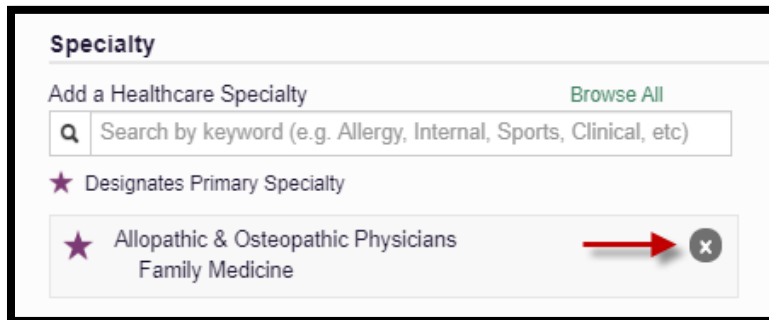 Specialty
Add a Healthcare Specialty Browse All
Search by keyword (e.g. Allergy, Internal, Sports, Clinical, etc)
★ Designates Primary Specialty
★ Allopathic & Osteopathic Physicians x
Family Medicine